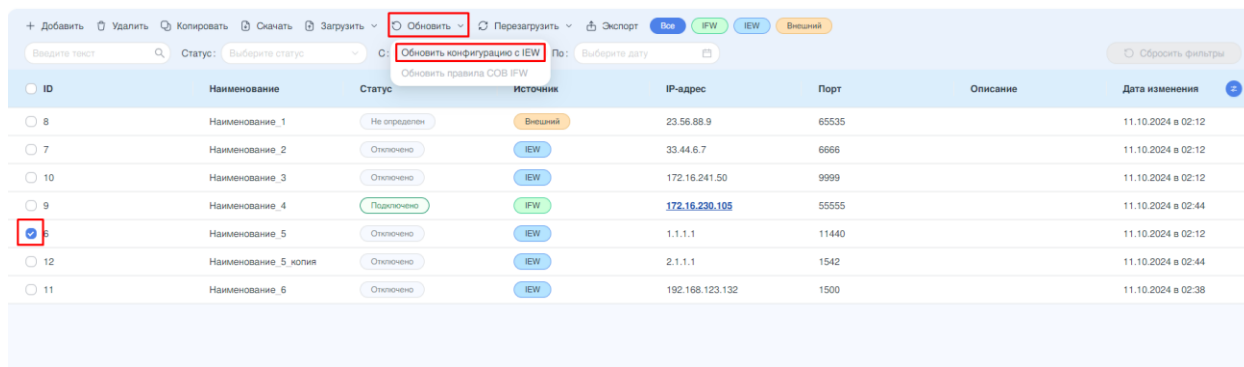 + Добавить Удалить Копировать Скачать Загрузить Обновить Перезагрузить Экспорт Все IFW IEW Внешний
Введите текст Статус: Выберите статус С: Обновить конфигурацию с IEW По: Выберите дату Сбросить фильтры
Обновить правила СОВ IFW
ID Наименование Статус Источник IP-адрес Порт Описание Дата изменения
8 Наименование_1 Не определен Внешний 23.56.88.9 65535 11.10.2024 в 02:12
7 Наименование_2 Отключено IEW 33.44.6.7 6666 11.10.2024 в 02:12
10 Наименование_3 Отключено IEW 172.16.241.50 9999 11.10.2024 в 02:12
9 Наименование_4 Подключено IFW 172.16.230.105 55555 11.10.2024 в 02:44
6 Наименование_5 Отключено IEW 1.1.1.1 11440 11.10.2024 в 02:12
12 Наименование_5_копия Отключено IEW 2.1.1.1 1542 11.10.2024 в 02:44
11 Наименование_6 Отключено IEW 192.168.123.132 1500 11.10.2024 в 02:38